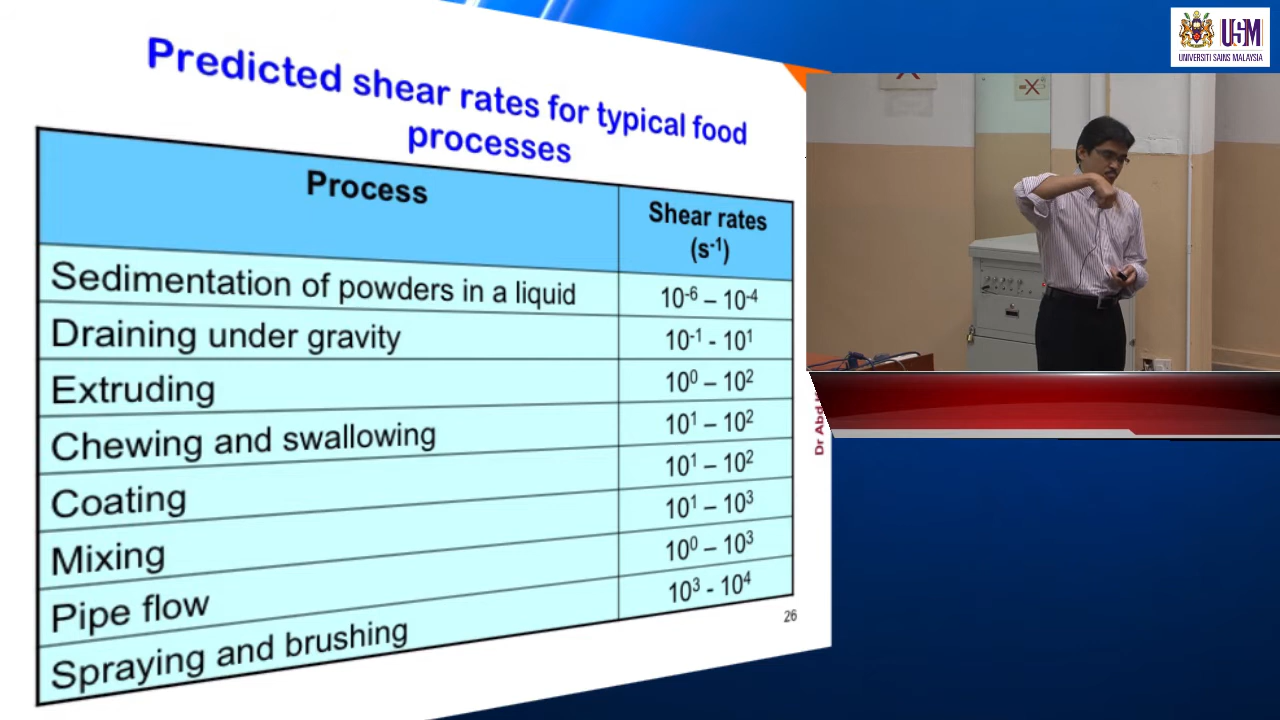 Predicted shear rates for typical food
processes
Process
Shear rates
(s⁻¹)
Sedimentation of powders in a liquid
10⁻⁶ – 10⁻⁴
Draining under gravity
10⁻¹ - 10¹
Extruding
10⁰ – 10²
Chewing and swallowing
10¹ – 10²
Coating
10¹ – 10²
Mixing
10¹ – 10³
Pipe flow
10⁰ – 10³
Spraying and brushing
10³ - 10⁴
26
Dr Abd
USM
UNIVERSITI SAINS MALAYSIA